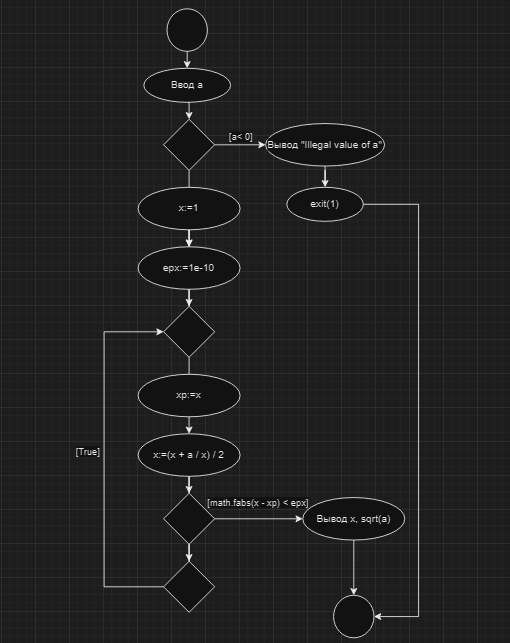 Ввод a
[a< 0]
Вывод "Illegal value of a"
x:=1
exit(1)
epx:=1e-10
xp:=x
[True]
x:=(x + a / x) / 2
[math.fabs(x - xp) < epx]
Вывод x, sqrt(a)